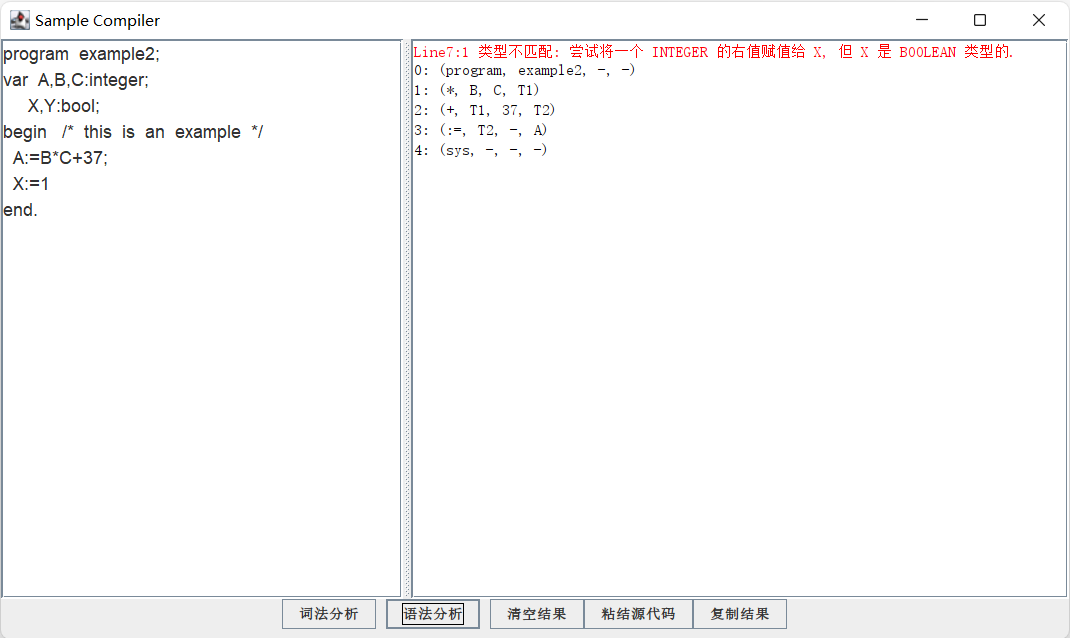 Sample Compiler
program  example2;
var  A,B,C:integer;
     X,Y:bool;
begin   /*  this  is  an  example  */
  A:=B*C+37;
  X:=1
end.
Line7:1 类型不匹配: 尝试将一个 INTEGER 的右值赋值给 X, 但 X 是 BOOLEAN 类型的.
0: (program, example2, -, -)
1: (*, B, C, T1)
2: (+, T1, 37, T2)
3: (:=, T2, -, A)
4: (sys, -, -, -)
词法分析
语法分析
清空结果
粘结源代码
复制结果